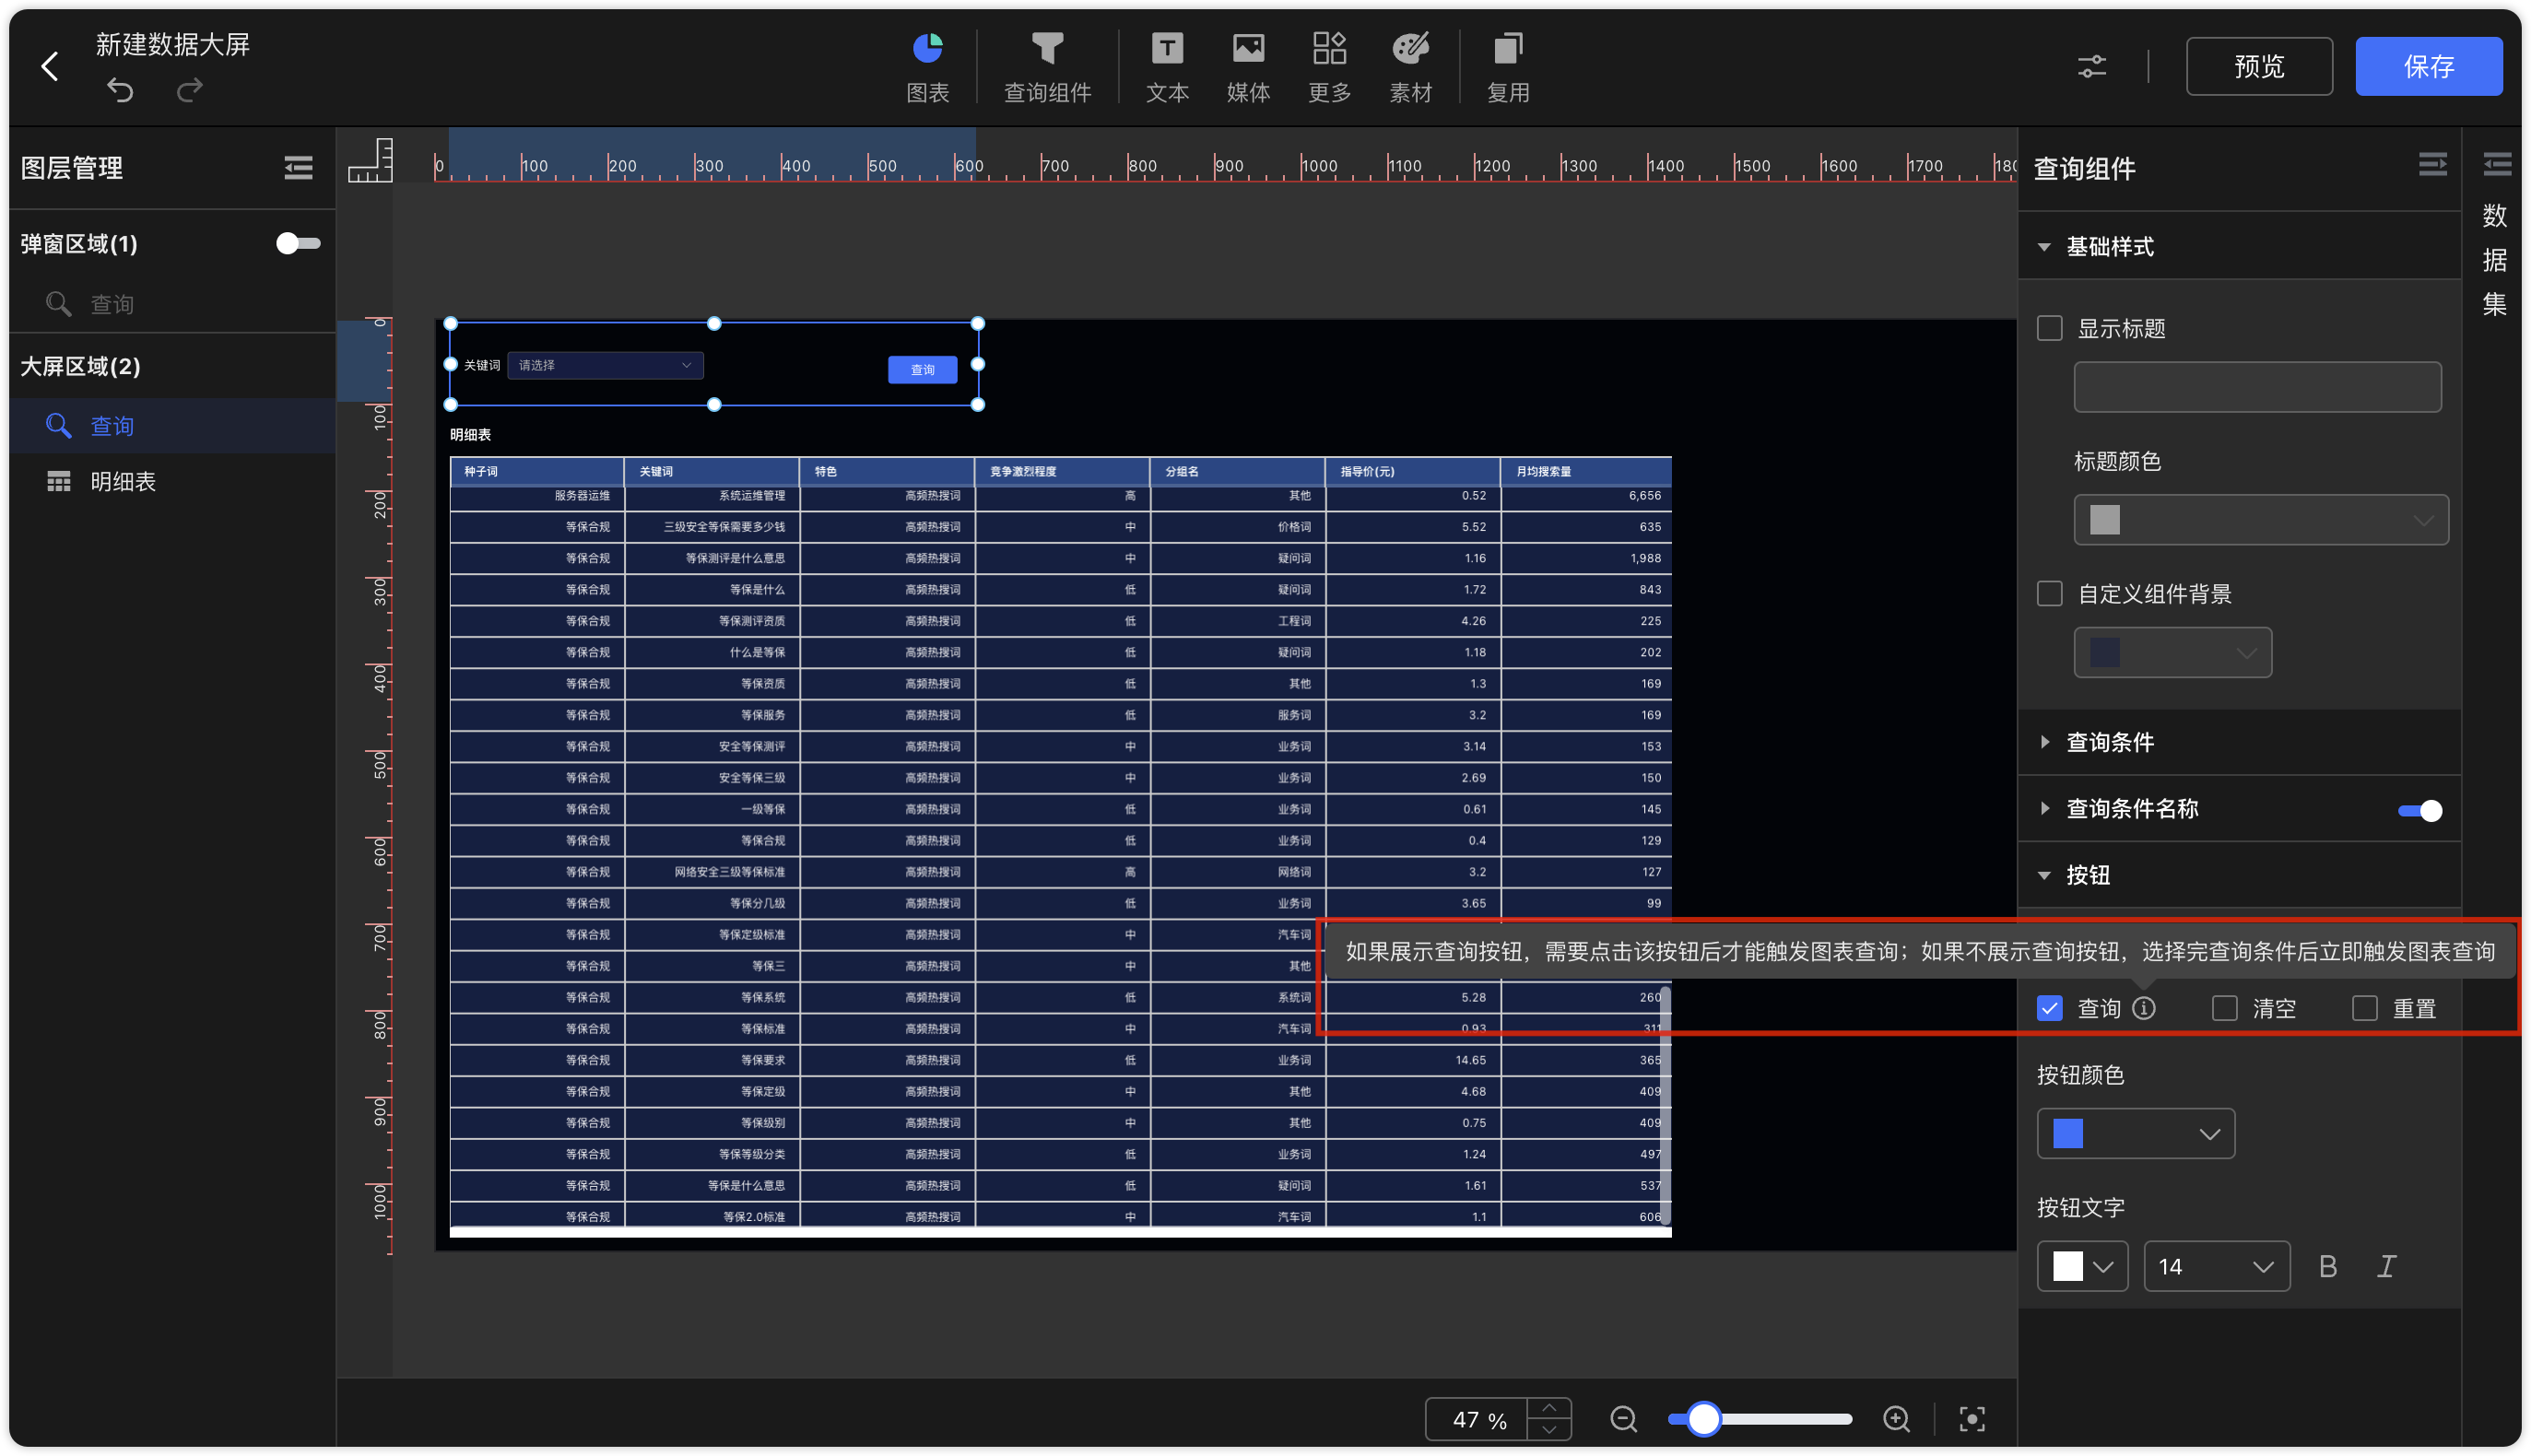 新建数据大屏
图表
查询组件
文本
媒体
更多
素材
复用
预览
保存
图层管理
弹窗区域(1)
查询
大屏区域(2)
查询
明细表
0 100 200 300 400 500 600 700 800 900 1000 1100 1200 1300 1400 1500 1600 1700 180
0 100 200 300 400 500 600 700 800 900 1000
关键词 请选择 查询
明细表
种子词 关键词 特色 竞争激烈程度 分组名 指导价(元) 月均搜索量
服务器运维 系统运维管理 高频热搜词 高 其他 0.52 6,656
等保合规 三级安全等保需要多少钱 高频热搜词 中 价格词 5.52 635
等保合规 等保测评是什么意思 高频热搜词 中 疑问词 1.16 1,988
等保合规 等保是什么 高频热搜词 低 疑问词 1.72 843
等保合规 等保测评资质 高频热搜词 低 工程词 4.26 225
等保合规 什么是等保 高频热搜词 低 疑问词 1.18 202
等保合规 等保资质 高频热搜词 低 其他 1.3 169
等保合规 等保服务 高频热搜词 低 服务词 3.2 169
等保合规 安全等保测评 高频热搜词 中 业务词 3.14 153
等保合规 安全等保三级 高频热搜词 中 业务词 2.69 150
等保合规 一级等保 高频热搜词 低 业务词 0.61 145
等保合规 等保合规 高频热搜词 低 业务词 0.4 129
等保合规 网络安全三级等保标准 高频热搜词 高 网络词 3.2 127
等保合规 等保分几级 高频热搜词 低 业务词 3.65 99
等保合规 等保定级标准 高频热搜词 中 汽车词
等保合规 等保三 高频热搜词 中 其他
等保合规 等保系统 高频热搜词 低 系统词 5.28 260
等保合规 等保标准 高频热搜词 中 汽车词 0.93 311
等保合规 等保要求 高频热搜词 低 业务词 14.65 365
等保合规 等保定级 高频热搜词 中 其他 4.68 409
等保合规 等保级别 高频热搜词 中 其他 0.75 409
等保合规 等保等级分类 高频热搜词 低 业务词 1.24 497
等保合规 等保是什么意思 高频热搜词 低 疑问词 1.61 537
等保合规 等保2.0标准 高频热搜词 中 汽车词 1.1 606
47 %
查询组件
基础样式
显示标题
标题颜色
自定义组件背景
查询条件
查询条件名称
按钮
如果展示查询按钮，需要点击该按钮后才能触发图表查询；如果不展示查询按钮，选择完查询条件后立即触发图表查询
查询 清空 重置
按钮颜色
按钮文字
14 B I
数
据
集